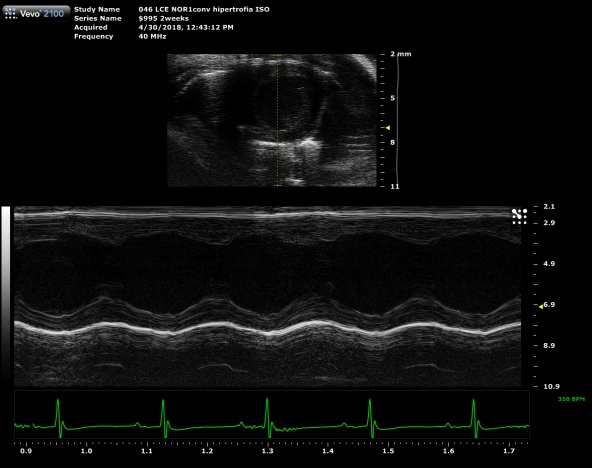 Vevo 2100
Study Name 046 LCE NOR1conv hipertrofia ISO
Series Name S995 2weeks
Acquired 4/30/2018, 12:43:12 PM
Frequency 40 MHz
2 mm
5
8
11
2.1
2.9
4.9
6.9
8.9
10.9
358 BPM
0.9 1.0 1.1 1.2 1.3 1.4 1.5 1.6 1.7